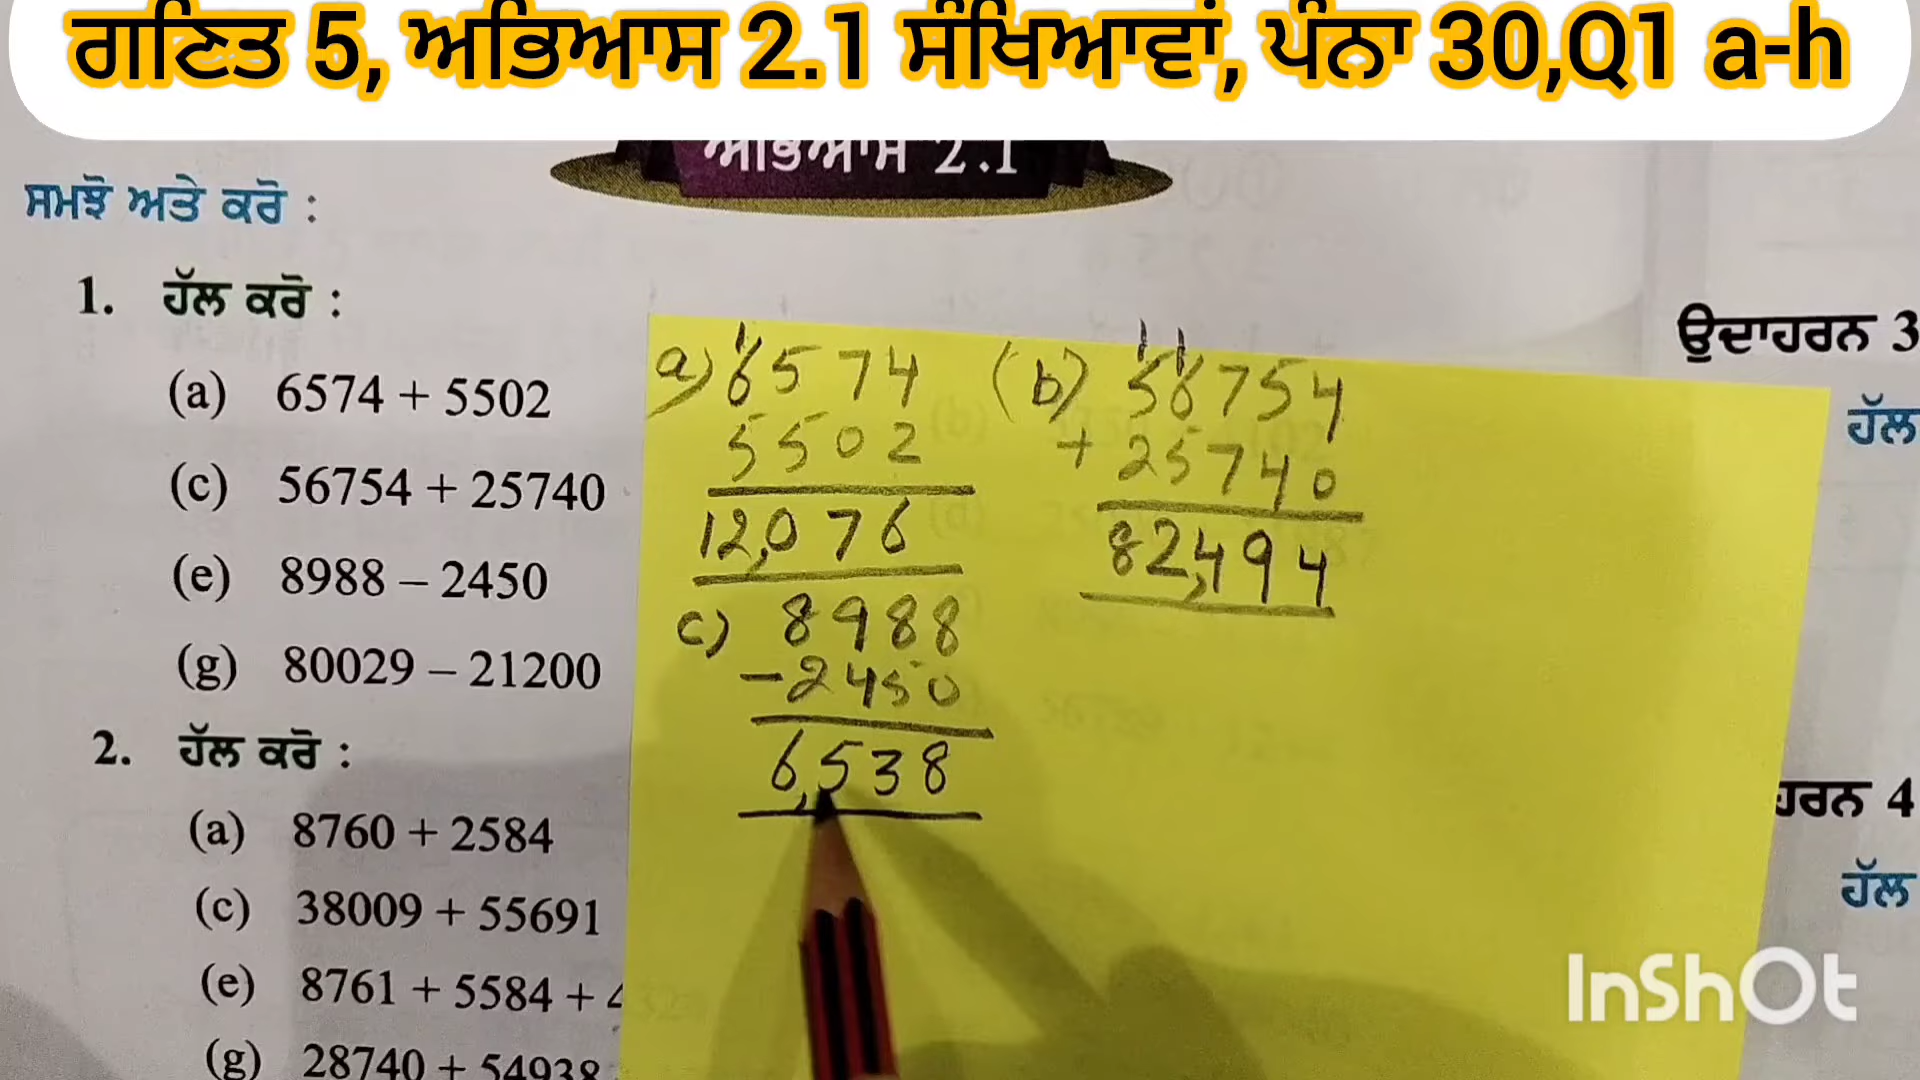 ਗਣਿਤ 5, ਅਭਿਆਸ 2.1 ਸੰਖਿਆਵਾਂ, ਪੰਨਾ 30,Q1 a-h
ਅਭਿਆਸ 2.1
ਸਮਝੋ ਅਤੇ ਕਰੋ :
1. ਹੱਲ ਕਰੋ :
(a) 6574 + 5502
(c) 56754 + 25740
(e) 8988 – 2450
(g) 80029 – 21200
2. ਹੱਲ ਕਰੋ :
(a) 8760 + 2584
(c) 38009 + 55691
(e) 8761 + 5584 +
(g) 28740 + 54938
a) 6574
5502
12,076
(b) 56754
+ 25740
82,494
c) 8988
- 2450
6,538
ਉਦਾਹਰਨ 3
ਹੱਲ
ਹਰਨ 4
ਹੱਲ
InShOt